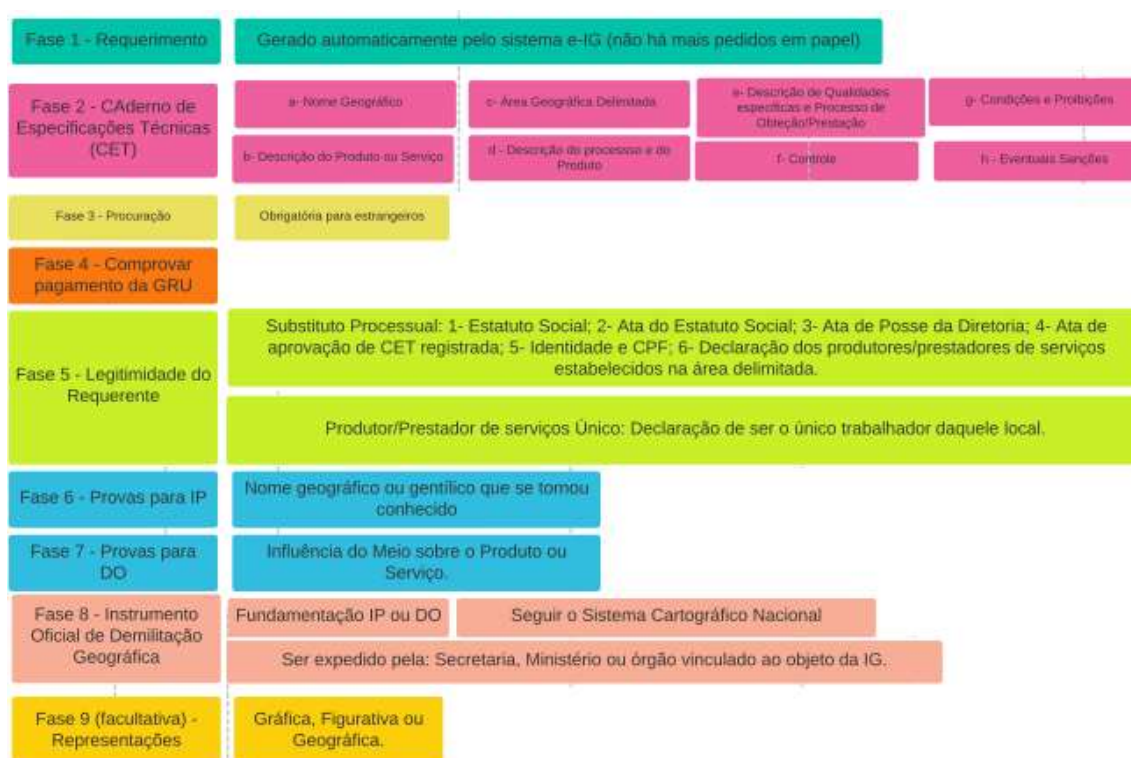 Fase 1 - Requerimento
Gerado automaticamente pelo sistema e-IG (não há mais pedidos em papel)
Fase 2 - CAderno de
Especificações Técnicas
(CET)
a- Nome Geográfico
c- Área Geográfica Delimitada
e- Descrição de Qualidades
específicas e Processo de
Obteção/Prestação
g- Condições e Proibições
b- Descrição do Produto ou Serviço
d - Descrição do processo e do
Produto
f- Controle
h - Eventuais Sanções
Fase 3 - Procuração
Obrigatória para estrangeiros
Fase 4 - Comprovar
pagamento da GRU
Fase 5 - Legitimidade do
Requerente
Substituto Processual: 1- Estatuto Social; 2- Ata do Estatuto Social; 3- Ata de Posse da Diretoria; 4- Ata de
aprovação de CET registrada; 5- Identidade e CPF; 6- Declaração dos produtores/prestadores de serviços
estabelecidos na área delimitada.
Produtor/Prestador de serviços Único: Declaração de ser o único trabalhador daquele local.
Fase 6 - Provas para IP
Nome geográfico ou gentílico que se tornou
conhecido
Fase 7 - Provas para
DO
Influência do Meio sobre o Produto ou
Serviço.
Fase 8 - Instrumento
Oficial de Demilitação
Geográfica
Fundamentação IP ou DO
Seguir o Sistema Cartográfico Nacional
Ser expedido pela: Secretaria, Ministério ou órgão vinculado ao objeto da IG.
Fase 9 (facultativa) -
Representações
Gráfica, Figurativa ou
Geográfica.